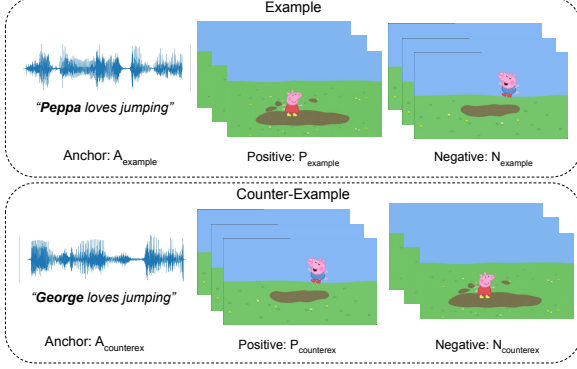 Example
“Peppa loves jumping”
Anchor: A_example
Positive: P_example
Negative: N_example
Counter-Example
“George loves jumping”
Anchor: A_counterex
Positive: P_counterex
Negative: N_counterex